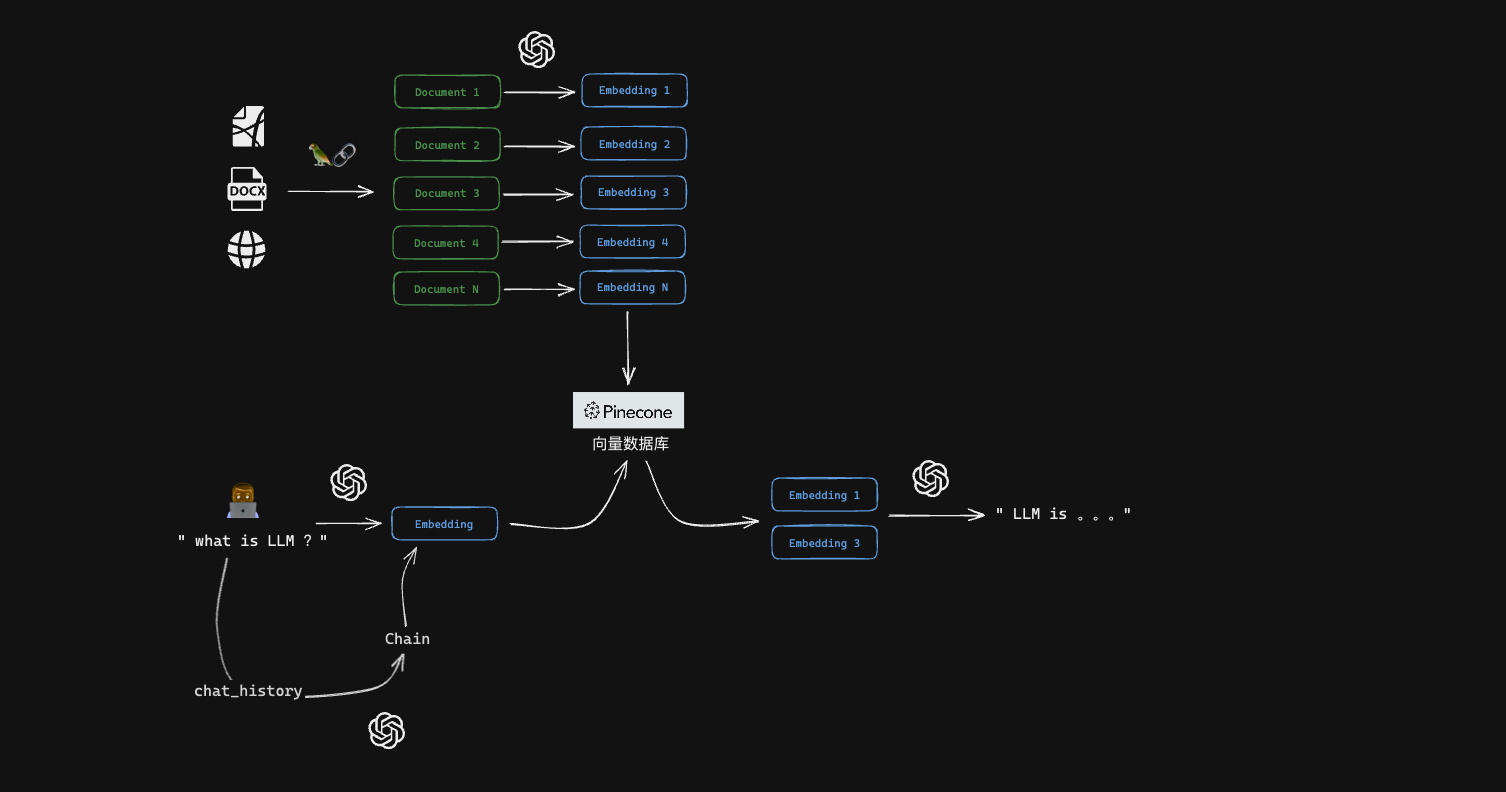 Document 1
Embedding 1
Document 2
Embedding 2
DOCX
Document 3
Embedding 3
Document 4
Embedding 4
Document N
Embedding N
Pinecone
向量数据库
" what is LLM ? "
Embedding
Embedding 1
Embedding 3
" LLM is 。。。"
Chain
chat_history